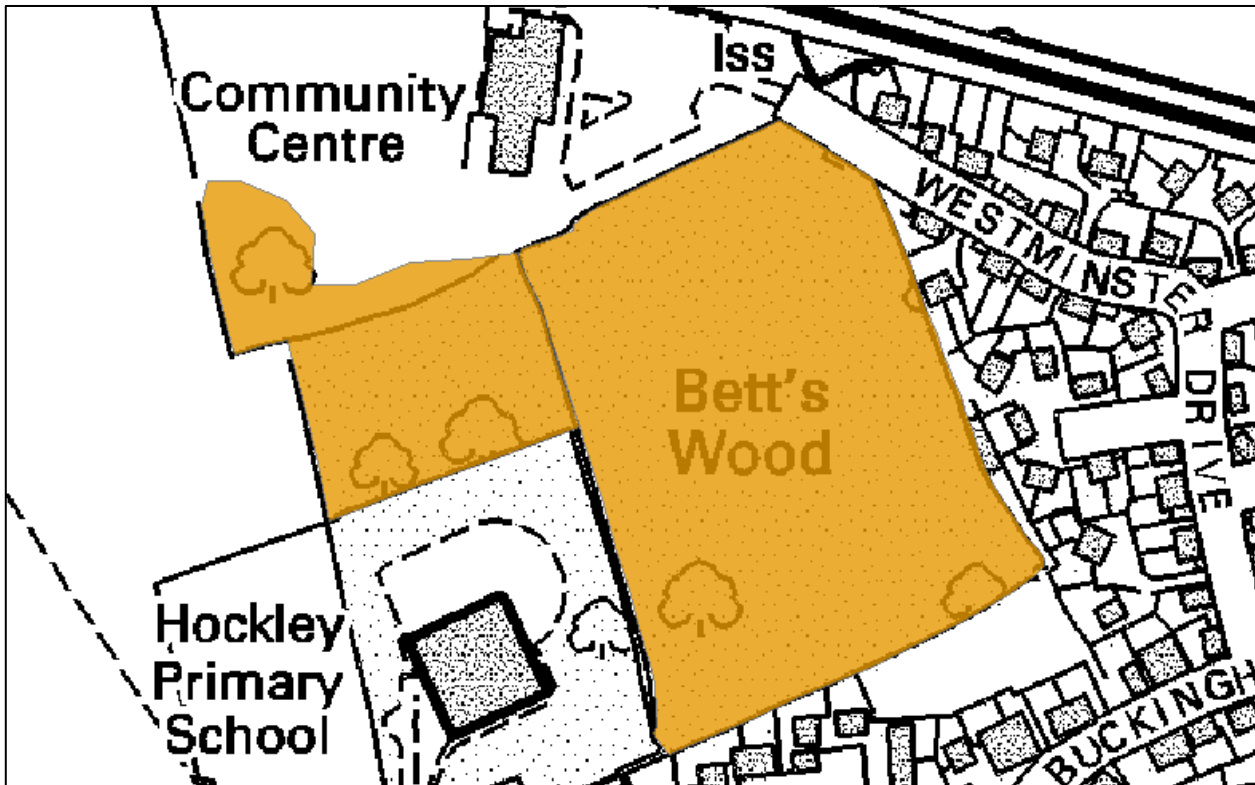 Iss
Community
Centre
WESTMINSTER DRIVE
Bett's
Wood
Hockley
Primary
School
BUCKINGH